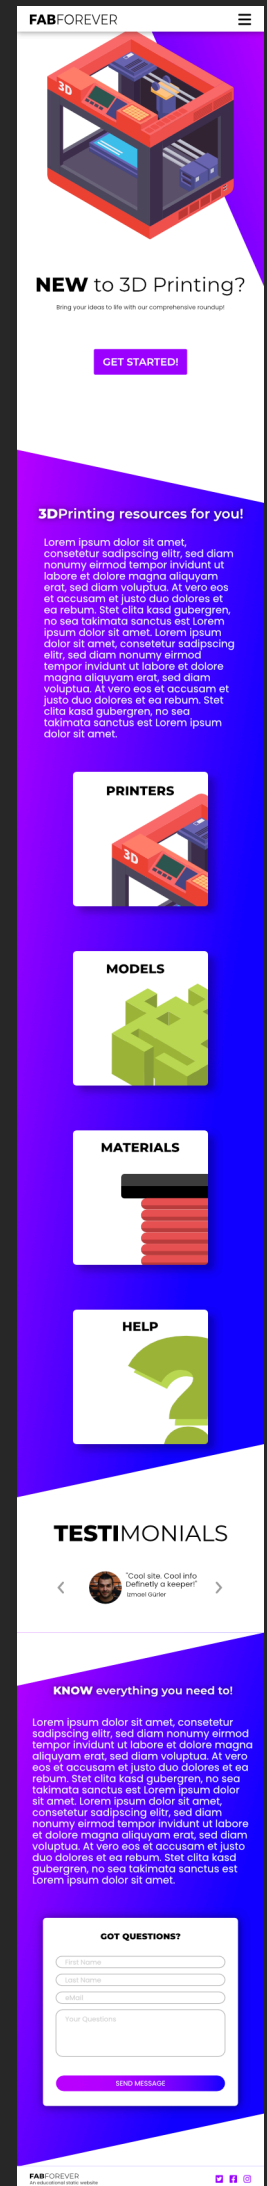 FABFOREVER
3D
NEW to 3D Printing?
Bring your ideas to life with our comprehensive roundup!
GET STARTED!
3DPrinting resources for you!
Lorem ipsum dolor sit amet,
consetetur sadipscing elitr, sed diam
nonumy eirmod tempor invidunt ut
labore et dolore magna aliquyam
erat, sed diam voluptua. At vero eos
et accusam et justo duo dolores et
ea rebum. Stet clita kasd gubergren,
no sea takimata sanctus est Lorem
ipsum dolor sit amet. Lorem ipsum
dolor sit amet, consetetur sadipscing
elitr, sed diam nonumy eirmod
tempor invidunt ut labore et dolore
magna aliquyam erat, sed diam
voluptua. At vero eos et accusam et
justo duo dolores et ea rebum. Stet
clita kasd gubergren, no sea
takimata sanctus est Lorem ipsum
dolor sit amet.
PRINTERS
3D
MODELS
MATERIALS
HELP
TESTIMONIALS
"Cool site. Cool info
Definetly a keeper!"
Izmael Gürler
KNOW everything you need to!
Lorem ipsum dolor sit amet, consetetur
sadipscing elitr, sed diam nonumy eirmod
tempor invidunt ut labore et dolore magna
aliquyam erat, sed diam voluptua. At vero
eos et accusam et justo duo dolores et ea
rebum. Stet clita kasd gubergren, no sea
takimata sanctus est Lorem ipsum dolor
sit amet. Lorem ipsum dolor sit amet,
consetetur sadipscing elitr, sed diam
nonumy eirmod tempor invidunt ut labore
et dolore magna aliquyam erat, sed diam
voluptua. At vero eos et accusam et justo
duo dolores et ea rebum. Stet clita kasd
gubergren, no sea takimata sanctus est
Lorem ipsum dolor sit amet.
GOT QUESTIONS?
First Name
Last Name
eMail
Your Questions
SEND MESSAGE
FABFOREVER
An educational static website